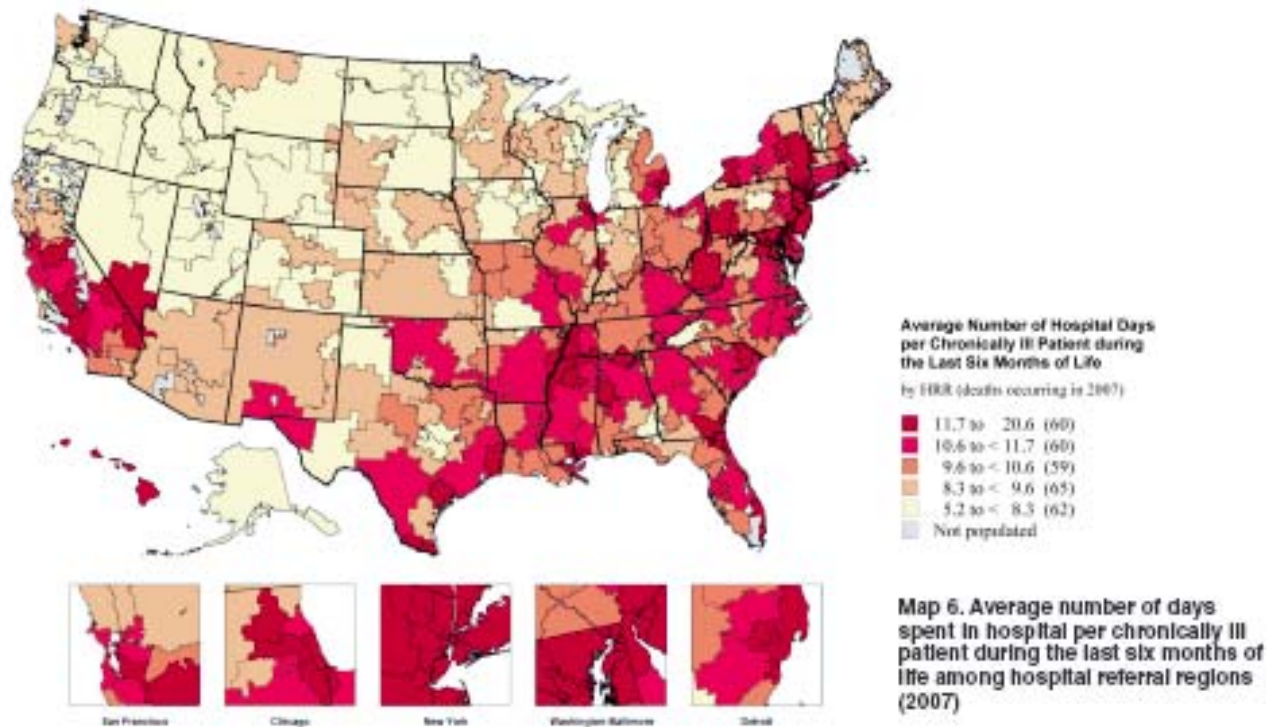 Average Number of Hospital Days
per Chronically Ill Patient during
the Last Six Months of Life
by HRR (deaths occurring in 2007)
11.7 to 20.6 (60)
10.6 to < 11.7 (60)
9.6 to < 10.6 (59)
8.3 to < 9.6 (65)
5.2 to < 8.3 (62)
Not populated
San Francisco
Chicago
New York
Washington-Baltimore
Detroit
Map 6. Average number of days
spent in hospital per chronically ill
patient during the last six months of
life among hospital referral regions
(2007)